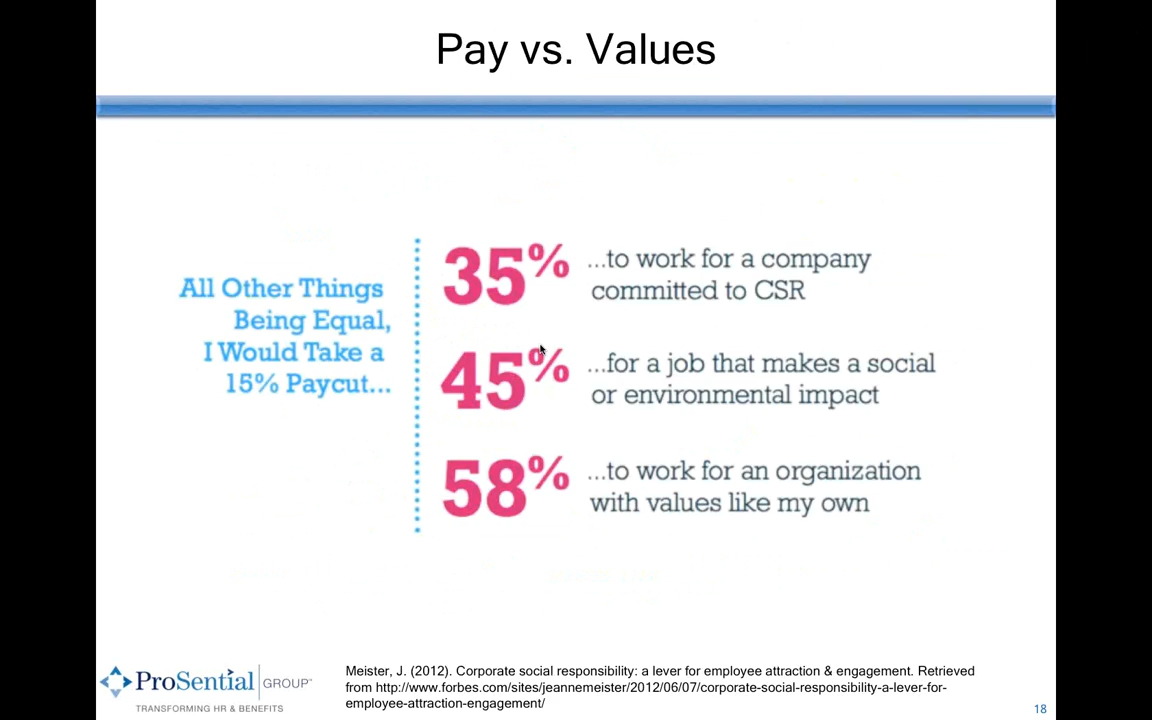 Pay vs. Values
All Other Things
Being Equal,
I Would Take a
15% Paycut...
35% ...to work for a company
committed to CSR
45% ...for a job that makes a social
or environmental impact
58% ...to work for an organization
with values like my own
ProSential GROUP™
TRANSFORMING HR & BENEFITS
Meister, J. (2012). Corporate social responsibility: a lever for employee attraction & engagement. Retrieved
from http://www.forbes.com/sites/jeannemeister/2012/06/07/corporate-social-responsibility-a-lever-for-
employee-attraction-engagement/
18